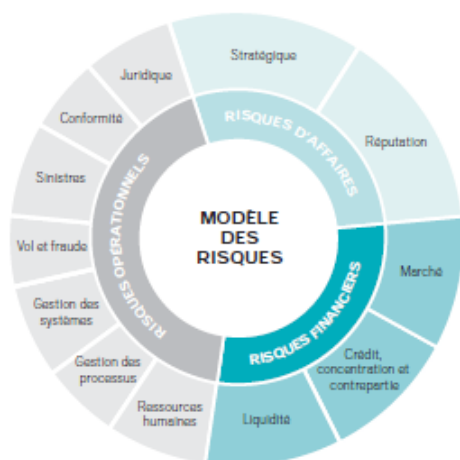 MODÈLE
DES
RISQUES
RISQUES D'AFFAIRES
Stratégique
Réputation
RISQUES FINANCIERS
Marché
Crédit,
concentration et
contrepartie
Liquidité
RISQUES OPÉRATIONNELS
Ressources
humaines
Gestion des
processus
Gestion des
systèmes
Vol et fraude
Sinistres
Conformité
Juridique